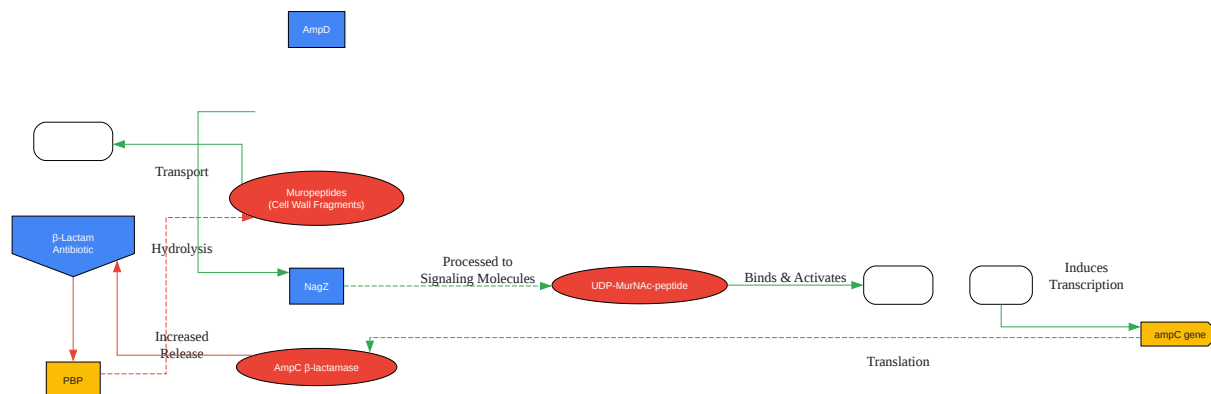 AmpD
Transport
Muropeptides
(Cell Wall Fragments)
β-Lactam
Antibiotic
Hydrolysis
Processed to
Signaling Molecules
NagZ
UDP-MurNAc-peptide
Binds & Activates
Induces
Transcription
ampC gene
Increased
Release
Translation
AmpC β-lactamase
PBP